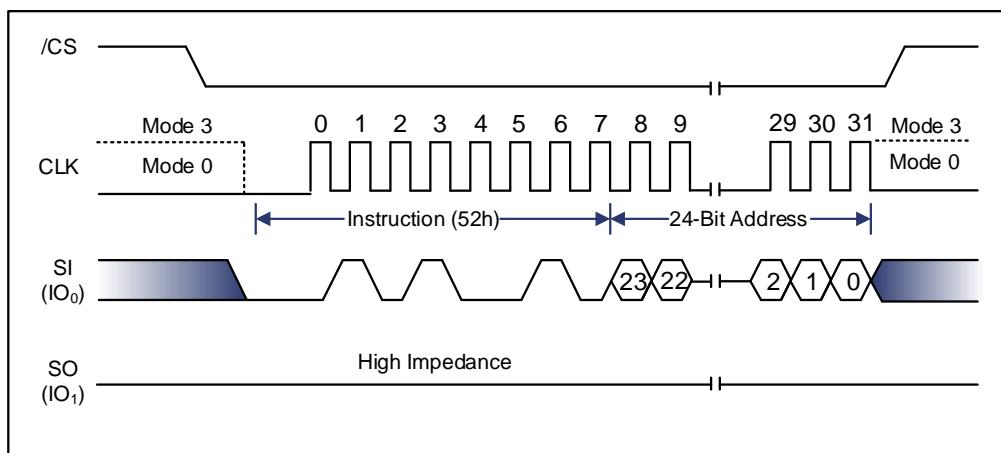 /CS
Mode 3
0 1 2 3 4 5 6 7 8 9 29 30 31
Mode 3
CLK
Mode 0
Mode 0
Instruction (52h)
24-Bit Address
SI
(IO₀)
23 22 2 1 0
High Impedance
SO
(IO₁)